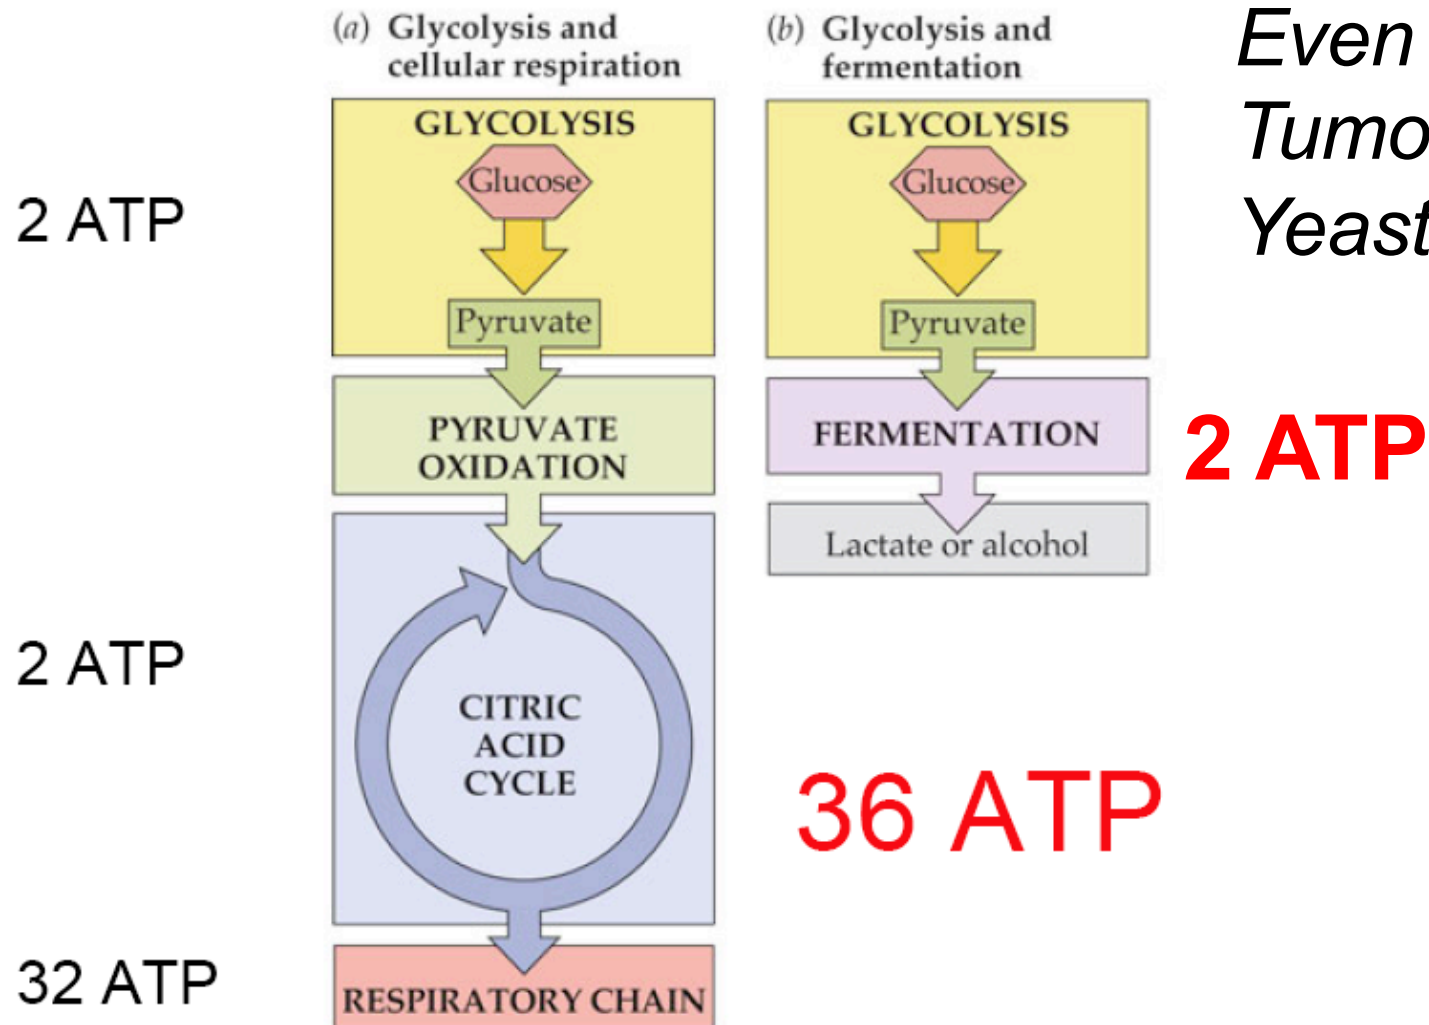 (a) Glycolysis and
cellular respiration
GLYCOLYSIS
Glucose
Pyruvate
PYRUVATE
OXIDATION
CITRIC
ACID
CYCLE
RESPIRATORY CHAIN
2 ATP
2 ATP
32 ATP
(b) Glycolysis and
fermentation
GLYCOLYSIS
Glucose
Pyruvate
FERMENTATION
Lactate or alcohol
2 ATP
36 ATP
Even
Tumo
Yeast